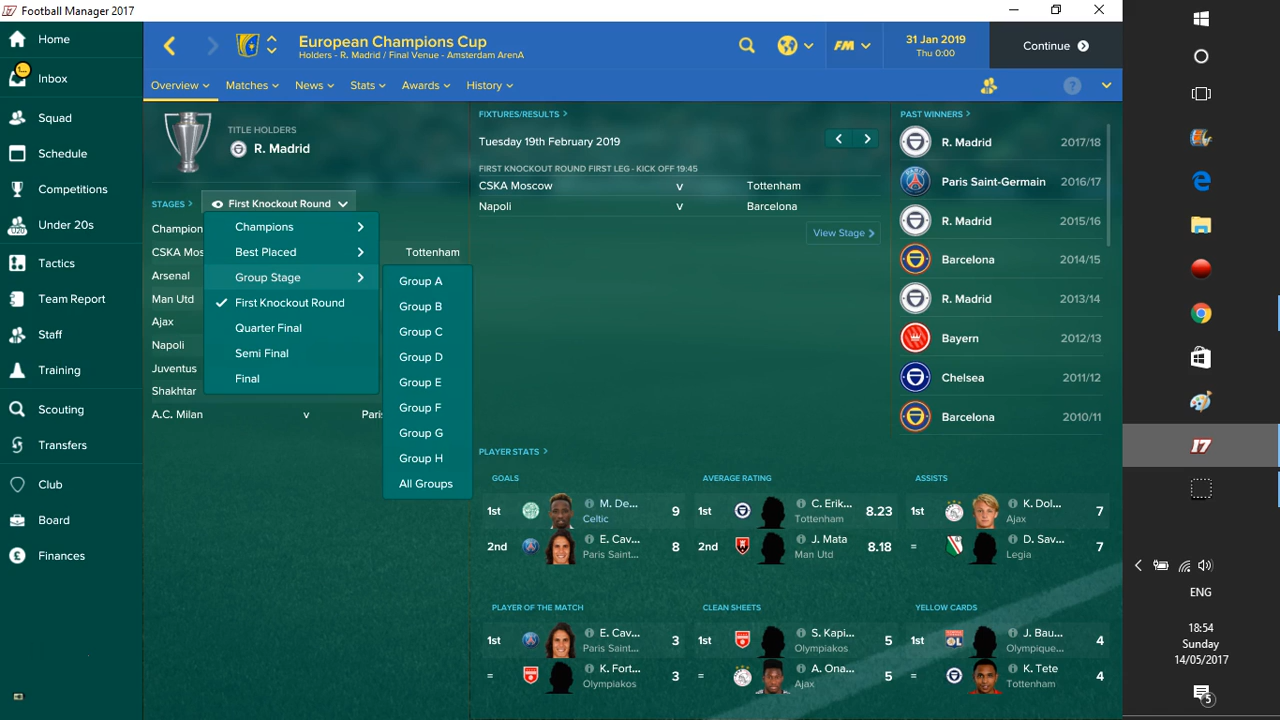 Football Manager 2017
Home
Inbox
Squad
Schedule
Competitions
U20
Under 20s
Tactics
Team Report
Staff
Training
Scouting
Transfers
Club
Board
Finances
European Champions Cup
Holders - R. Madrid / Final Venue - Amsterdam ArenA
FM
31 Jan 2019
Thu 0:00
Continue
Overview
Matches
News
Stats
Awards
History
?
TITLE HOLDERS
R. Madrid
STAGES
First Knockout Round
Champion
CSKA Mos
Tottenham
Arsenal
Man Utd
Ajax
Napoli
Juventus
Shakhtar
A.C. Milan v Paris
Champions
Best Placed
Group Stage
First Knockout Round
Quarter Final
Semi Final
Final
Group A
Group B
Group C
Group D
Group E
Group F
Group G
Group H
All Groups
FIXTURES/RESULTS
Tuesday 19th February 2019
FIRST KNOCKOUT ROUND FIRST LEG - KICK OFF 19:45
CSKA Moscow v Tottenham
Napoli v Barcelona
View Stage
PAST WINNERS
R. Madrid 2017/18
Paris Saint-Germain 2016/17
R. Madrid 2015/16
Barcelona 2014/15
R. Madrid 2013/14
Bayern 2012/13
Chelsea 2011/12
Barcelona 2010/11
PLAYER STATS
GOALS
1st M. De... 9
Celtic
2nd E. Cav... 8
Paris Saint...
AVERAGE RATING
1st C. Erik... 8.23
Tottenham
2nd J. Mata 8.18
Man Utd
ASSISTS
1st K. Dol... 7
Ajax
= D. Sav... 7
Legia
PLAYER OF THE MATCH
1st E. Cav... 3
Paris Saint...
= K. Fort... 3
Olympiakos
CLEAN SHEETS
1st S. Kapi... 5
Olympiakos
= A. Ona... 5
Ajax
YELLOW CARDS
1st J. Bau... 4
Olympique...
= K. Tete 4
Tottenham
17
ENG
18:54
Sunday
14/05/2017
5